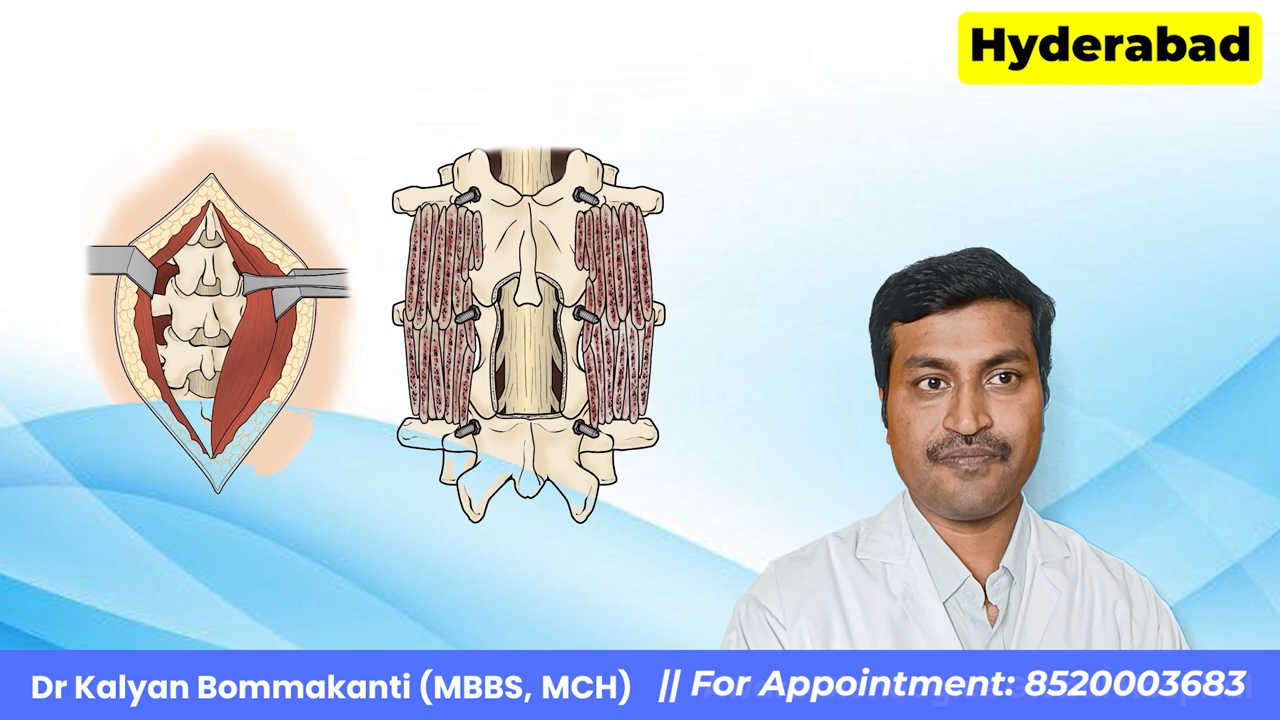 Hyderabad
Dr Kalyan Bommakanti (MBBS, MCH) || For Appointment: 8520003683